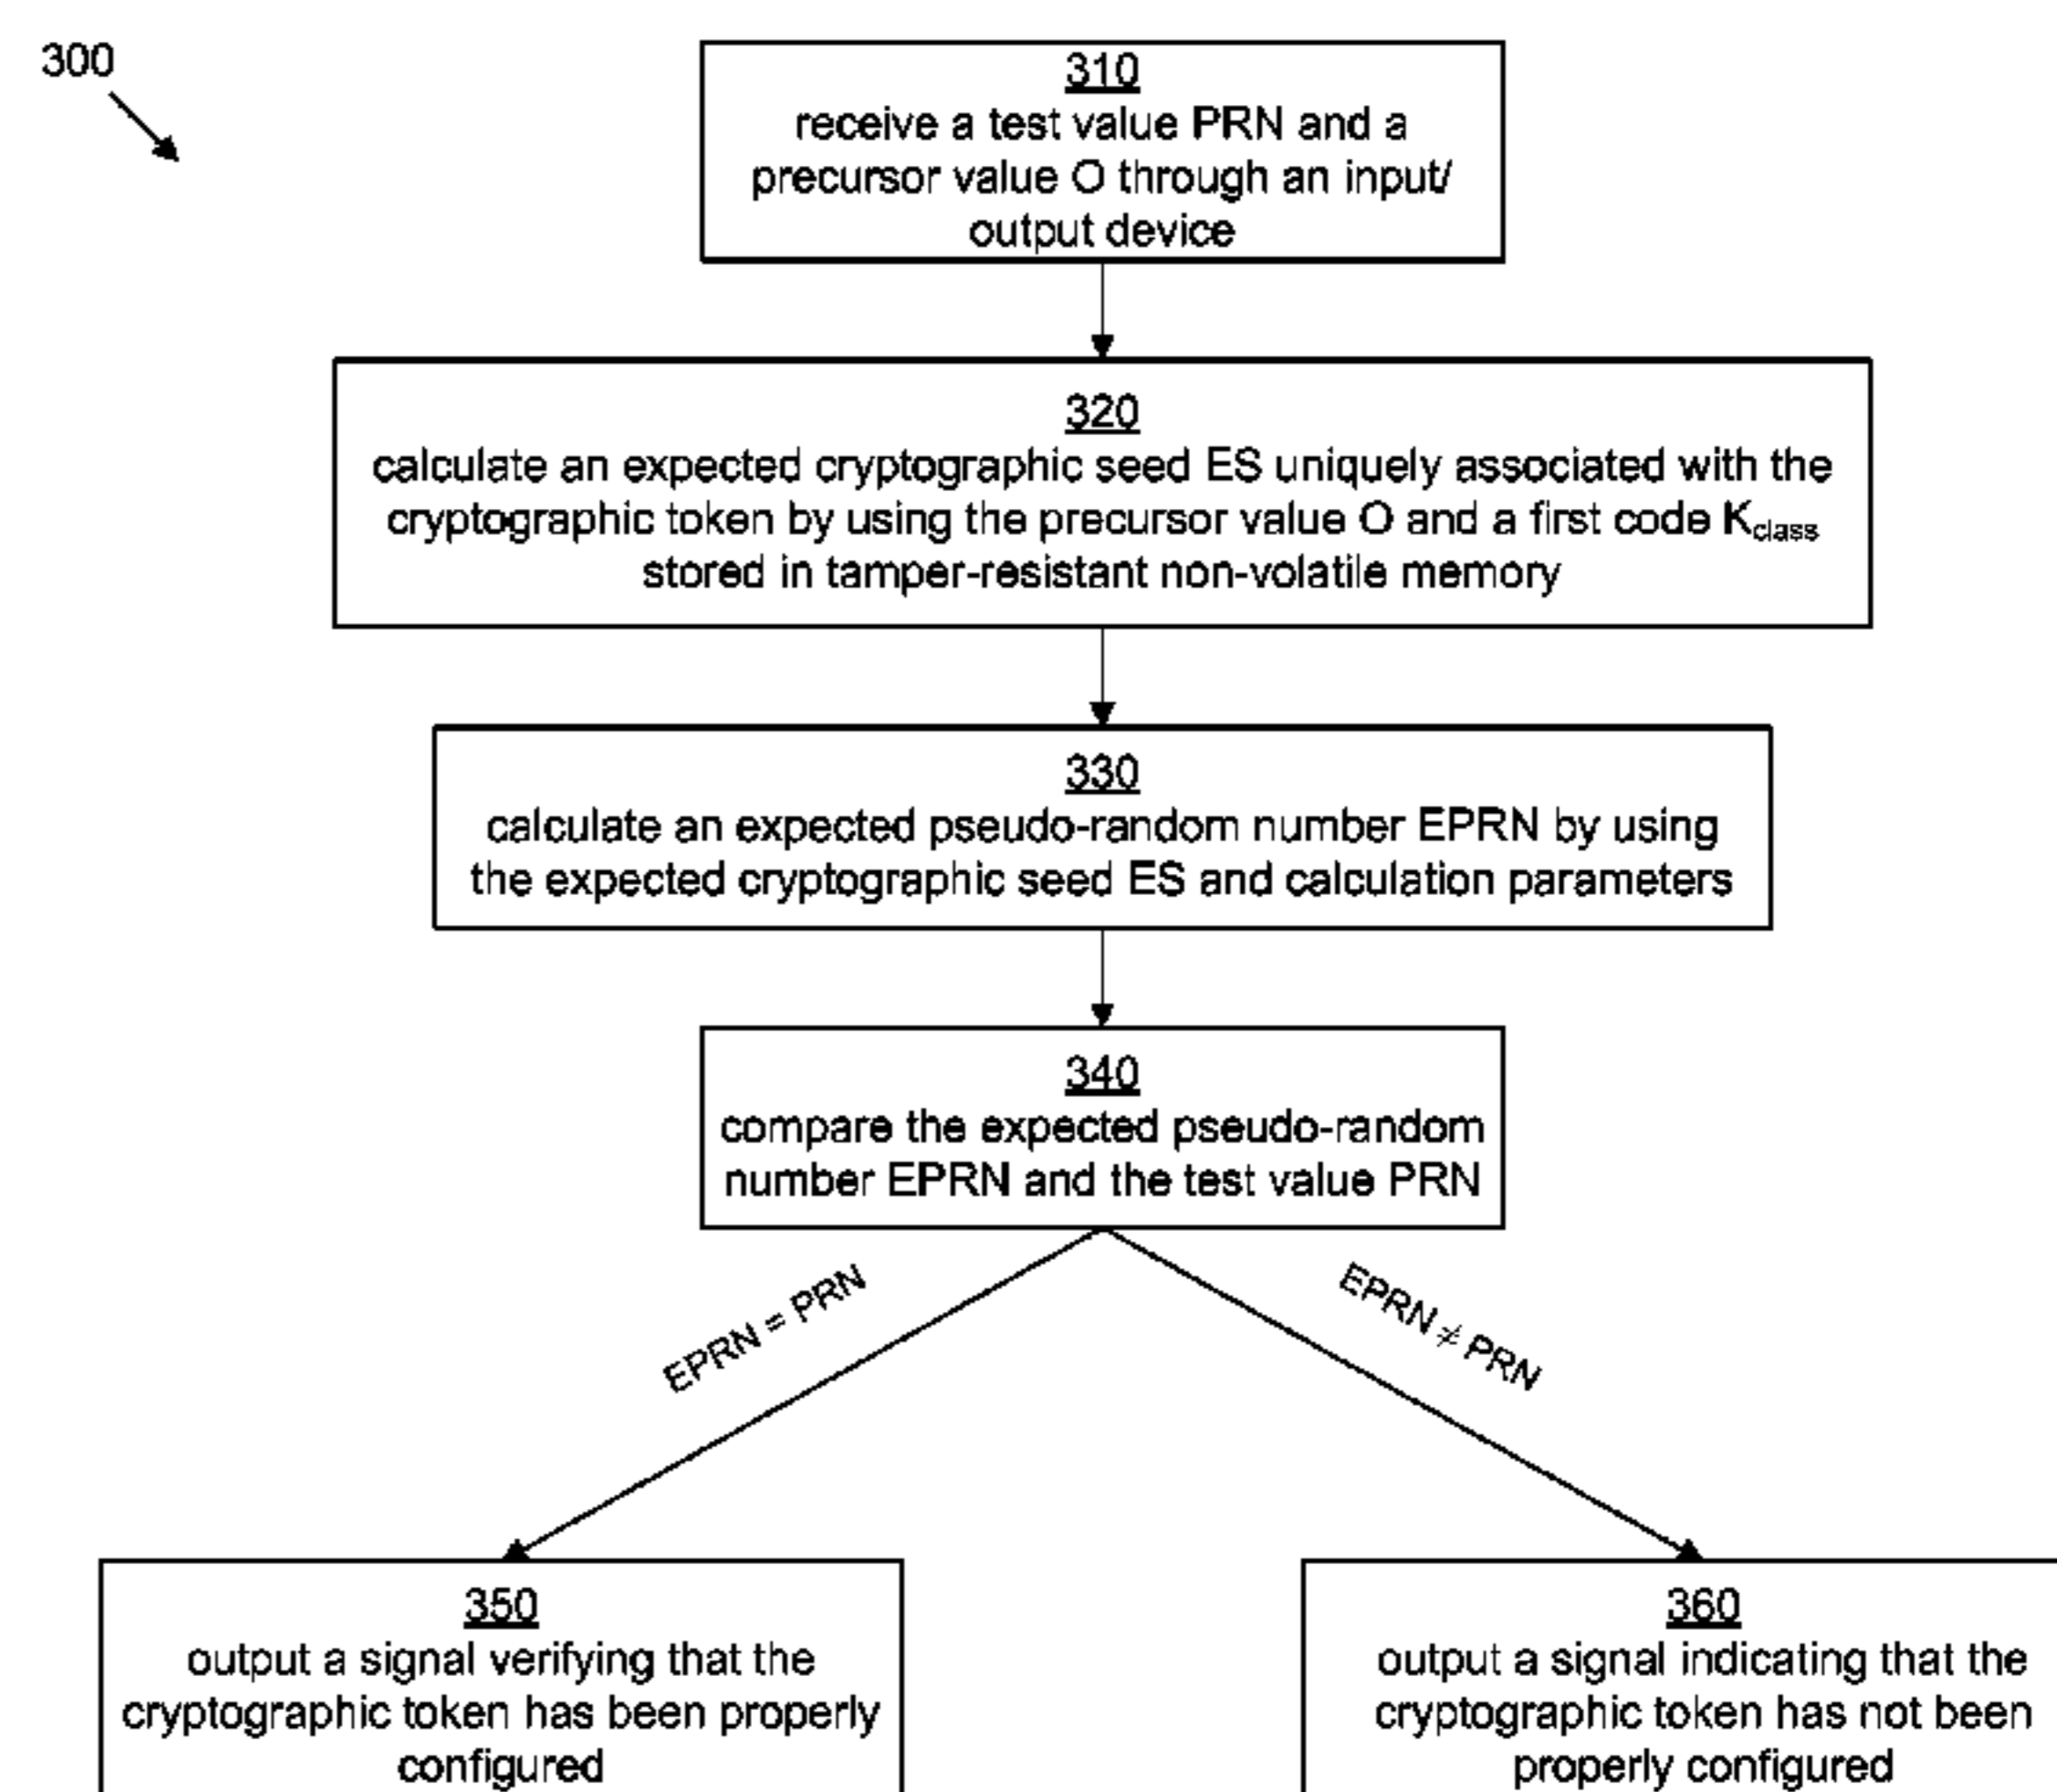 300
310
receive a test value PRN and a
precursor value O through an input/
output device
320
calculate an expected cryptographic seed ES uniquely associated with the
cryptographic token by using the precursor value O and a first code Kclass
stored in tamper-resistant non-volatile memory
330
calculate an expected pseudo-random number EPRN by using
the expected cryptographic seed ES and calculation parameters
340
compare the expected pseudo-random
number EPRN and the test value PRN
EPRN = PRN
EPRN ≠ PRN
350
output a signal verifying that the
cryptographic token has been properly
configured
360
output a signal indicating that the
cryptographic token has not been
properly configured